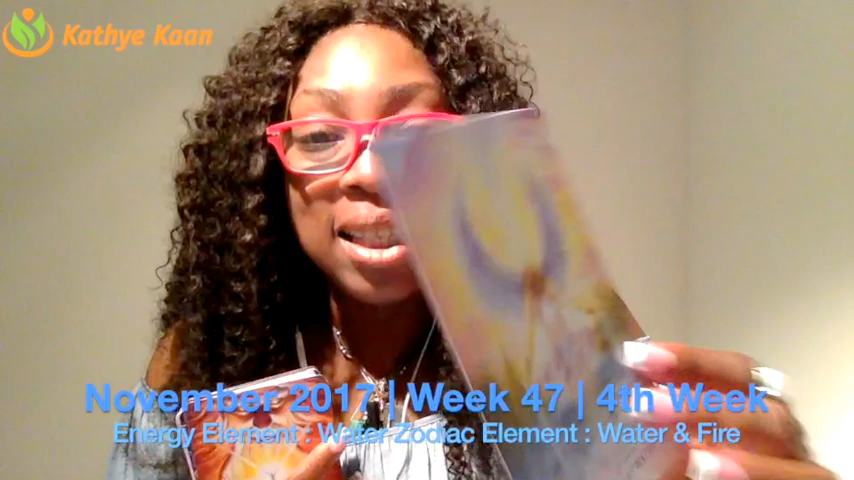 Kathye Kaan
November 2017 | Week 47 | 4th Week
Energy Element : Water Zodiac Element : Water & Fire